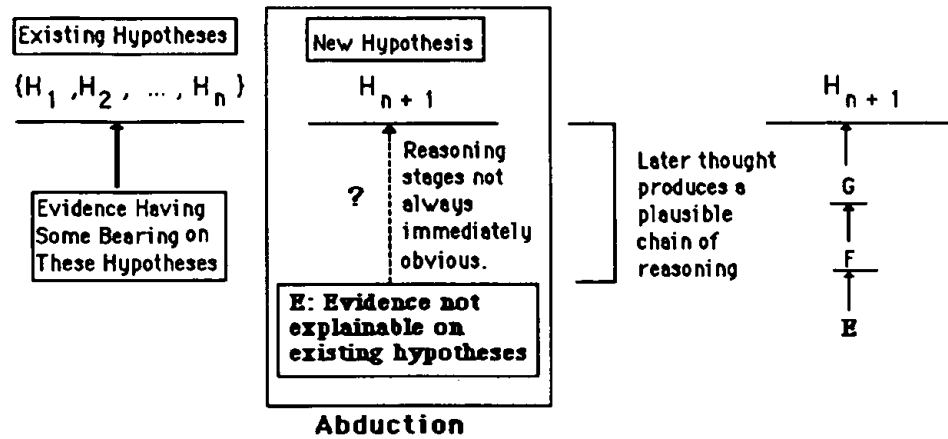 Existing Hypotheses
{H1 ,H2 , ... , Hn }
Evidence Having
Some Bearing on
These Hypotheses
New Hypothesis
Hn + 1
?
Reasoning
stages not
always
immediately
obvious.
E: Evidence not
explainable on
existing hypotheses
Abduction
Later thought
produces a
plausible
chain of
reasoning
Hn + 1
G
F
E